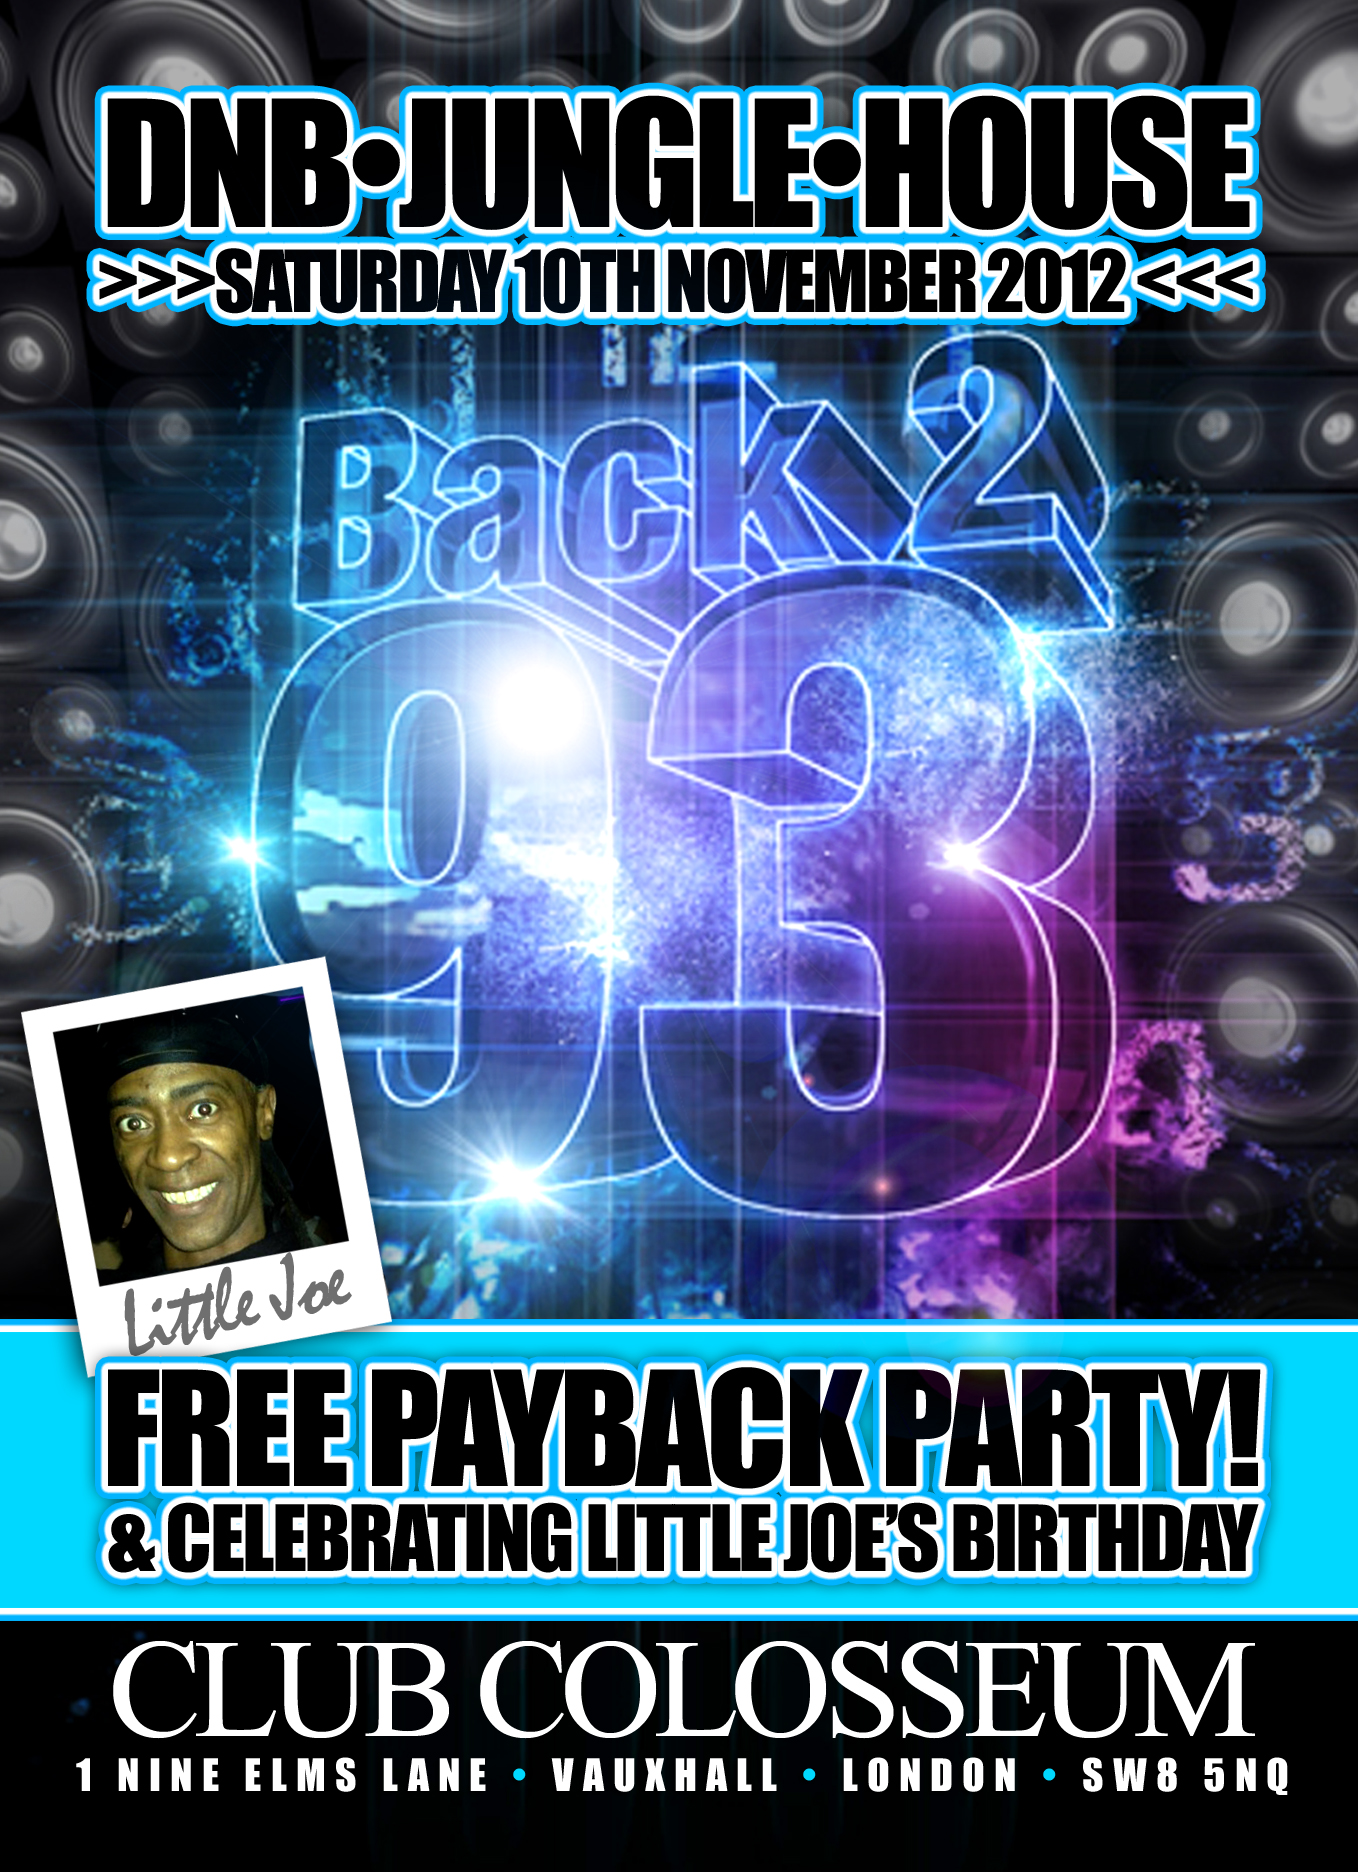 DNB•JUNGLE•HOUSE
>>>SATURDAY 10TH NOVEMBER 2012<<<
Back 2
93
Little Joe
FREE PAYBACK PARTY!
& CELEBRATING LITTLE JOE'S BIRTHDAY
CLUB COLOSSEUM
1 NINE ELMS LANE • VAUXHALL • LONDON • SW8 5NQ